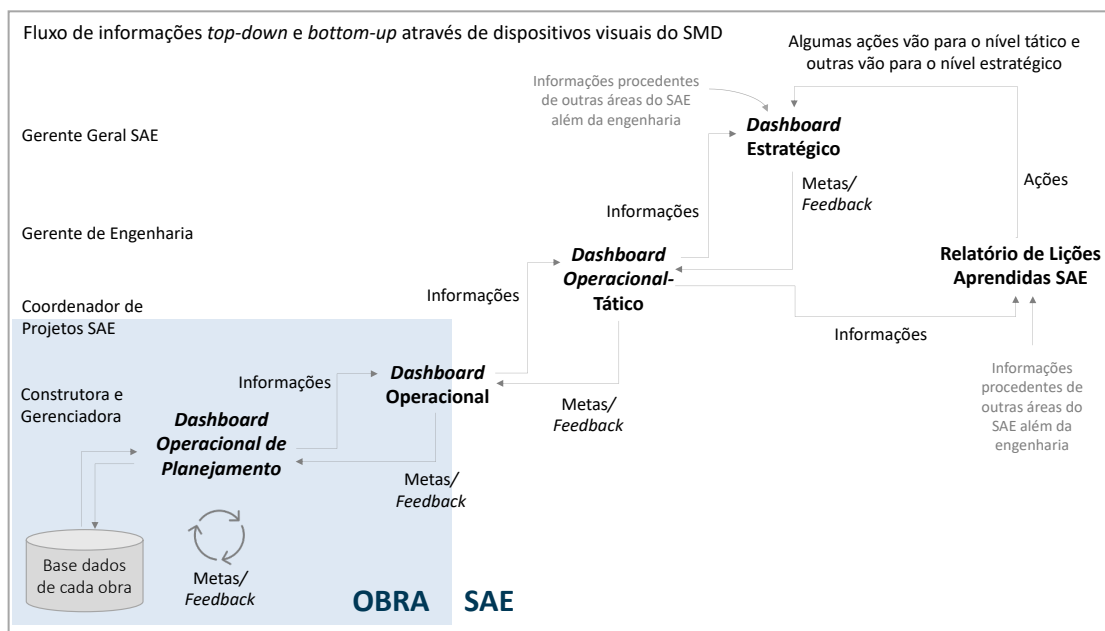 Fluxo de informações top-down e bottom-up através de dispositivos visuais do SMD
Algumas ações vão para o nível tático e
outras vão para o nível estratégico
Informações procedentes
de outras áreas do SAE
além da engenharia
Gerente Geral SAE
Dashboard
Estratégico
Ações
Metas/
Feedback
Informações
Gerente de Engenharia
Dashboard
Operacional-
Tático
Relatório de Lições
Aprendidas SAE
Informações
Coordenador de
Projetos SAE
Informações
Informações
procedentes de
outras áreas do
SAE além da
engenharia
Dashboard
Operacional
Informações
Construtora e
Gerenciadora
Metas/
Feedback
Dashboard
Operacional de
Planejamento
Metas/
Feedback
Base dados
de cada obra
Metas/
Feedback
OBRA
SAE